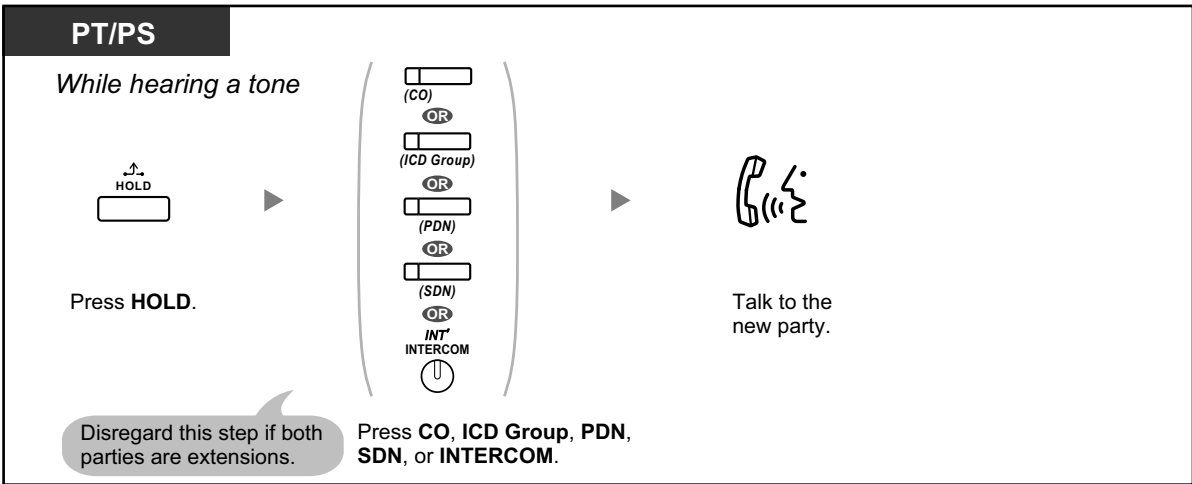 PT/PS
While hearing a tone
HOLD
Press HOLD.
(CO)
OR
(ICD Group)
OR
(PDN)
OR
(SDN)
OR
INT'
INTERCOM
Disregard this step if both
parties are extensions.
Press CO, ICD Group, PDN,
SDN, or INTERCOM.
Talk to the
new party.